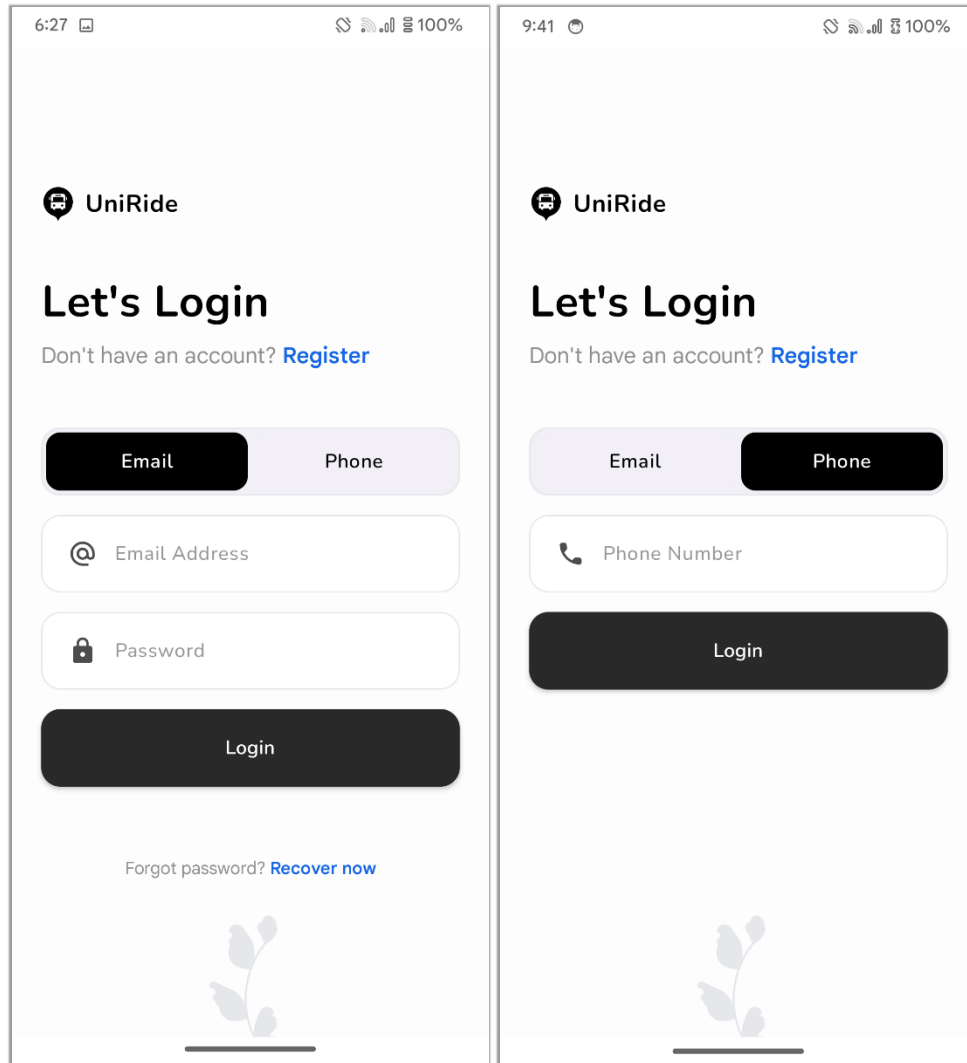 6:27 100%
UniRide
Let's Login
Don't have an account? Register
Email Phone
Email Address
Password
Login
Forgot password? Recover now
9:41 100%
UniRide
Let's Login
Don't have an account? Register
Email Phone
Phone Number
Login